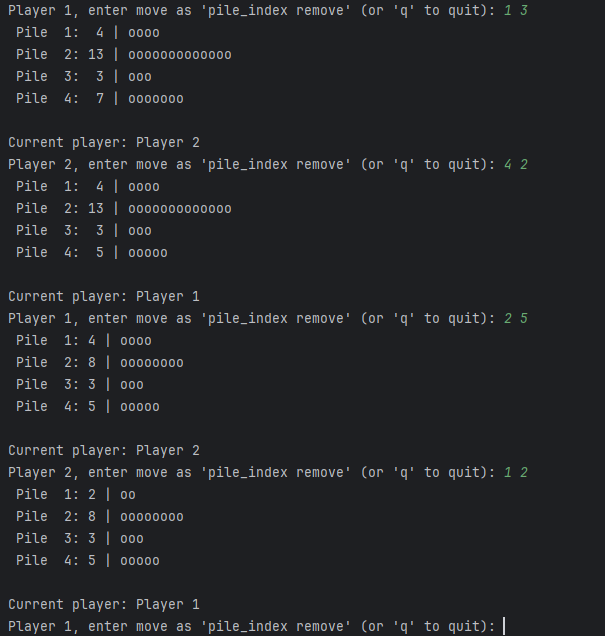 Player 1, enter move as 'pile_index remove' (or 'q' to quit): 1 3
 Pile  1:  4 | oooo
 Pile  2: 13 | ooooooooooooo
 Pile  3:  3 | ooo
 Pile  4:  7 | ooooooo

Current player: Player 2
Player 2, enter move as 'pile_index remove' (or 'q' to quit): 4 2
 Pile  1:  4 | oooo
 Pile  2: 13 | ooooooooooooo
 Pile  3:  3 | ooo
 Pile  4:  5 | ooooo

Current player: Player 1
Player 1, enter move as 'pile_index remove' (or 'q' to quit): 2 5
 Pile  1: 4 | oooo
 Pile  2: 8 | oooooooo
 Pile  3: 3 | ooo
 Pile  4: 5 | ooooo

Current player: Player 2
Player 2, enter move as 'pile_index remove' (or 'q' to quit): 1 2
 Pile  1: 2 | oo
 Pile  2: 8 | oooooooo
 Pile  3: 3 | ooo
 Pile  4: 5 | ooooo

Current player: Player 1
Player 1, enter move as 'pile_index remove' (or 'q' to quit):